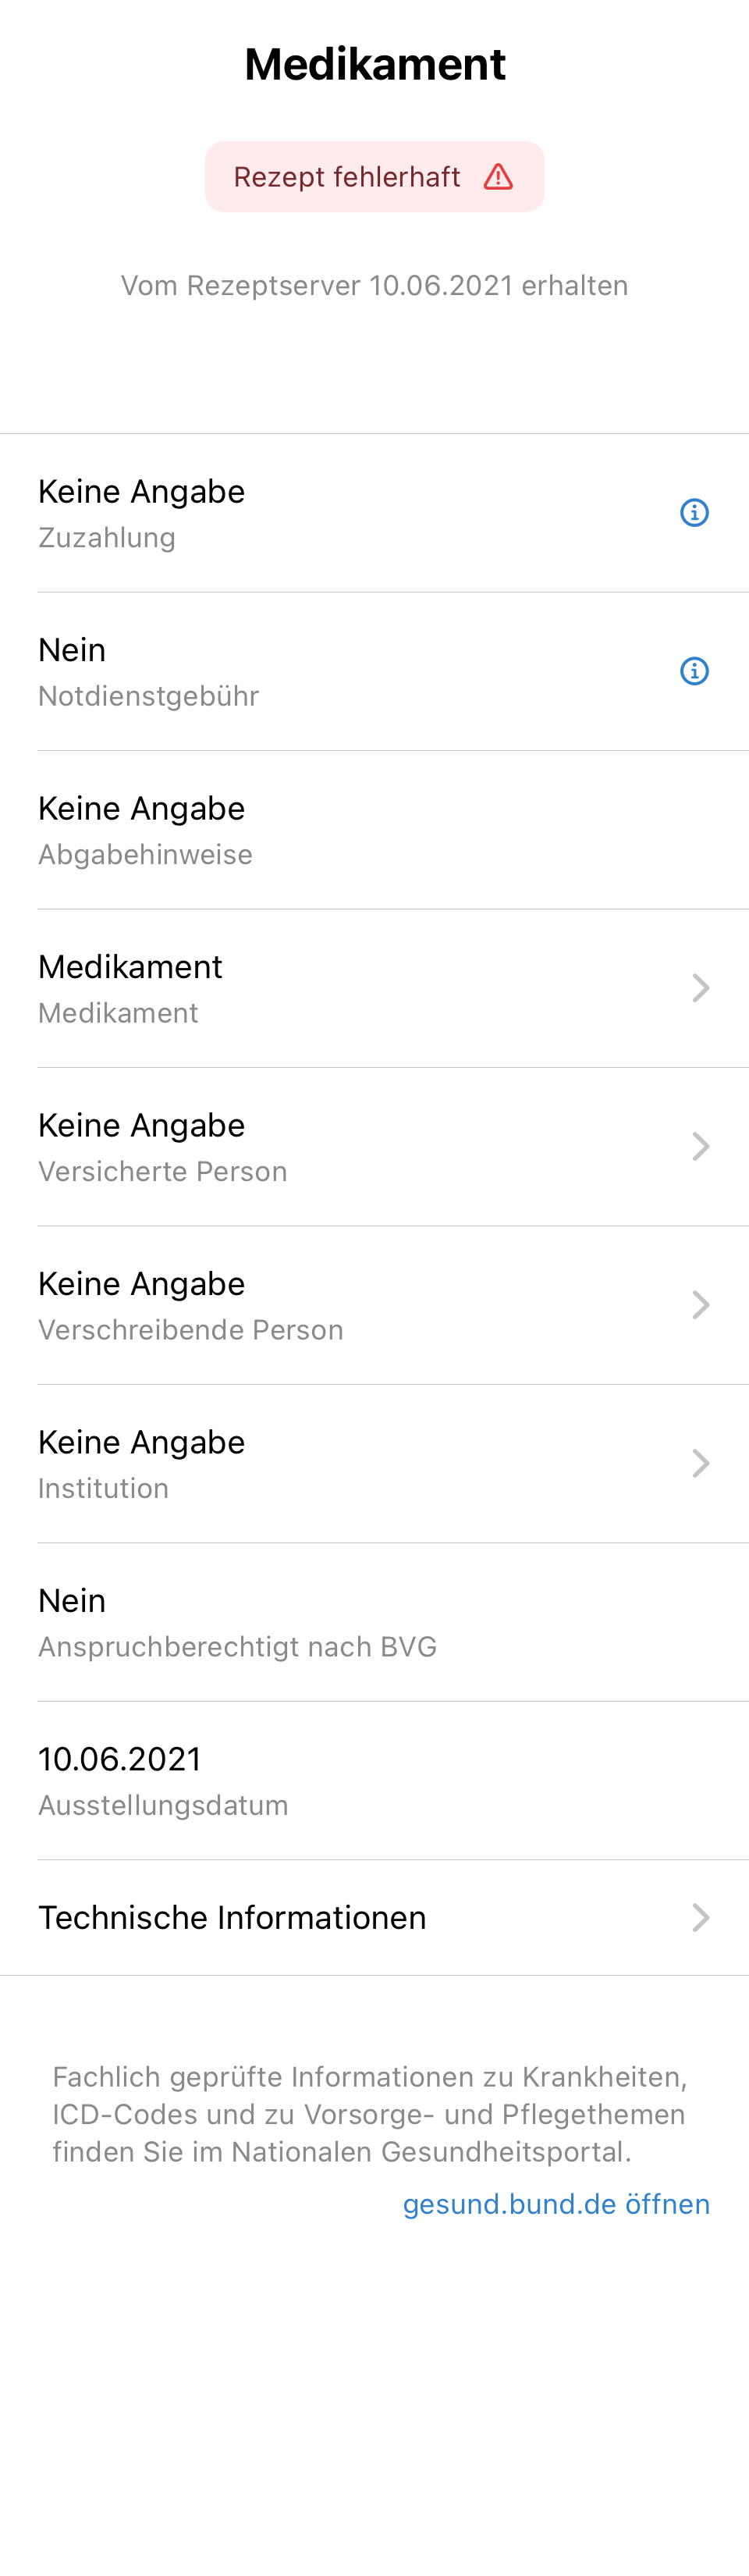 Medikament
Rezept fehlerhaft
Vom Rezeptserver 10.06.2021 erhalten
Keine Angabe
Zuzahlung
Nein
Notdienstgebühr
Keine Angabe
Abgabehinweise
Medikament
Medikament
Keine Angabe
Versicherte Person
Keine Angabe
Verschreibende Person
Keine Angabe
Institution
Nein
Anspruchberechtigt nach BVG
10.06.2021
Ausstellungsdatum
Technische Informationen
Fachlich geprüfte Informationen zu Krankheiten,
ICD-Codes und zu Vorsorge- und Pflegethemen
finden Sie im Nationalen Gesundheitsportal.
gesund.bund.de öffnen